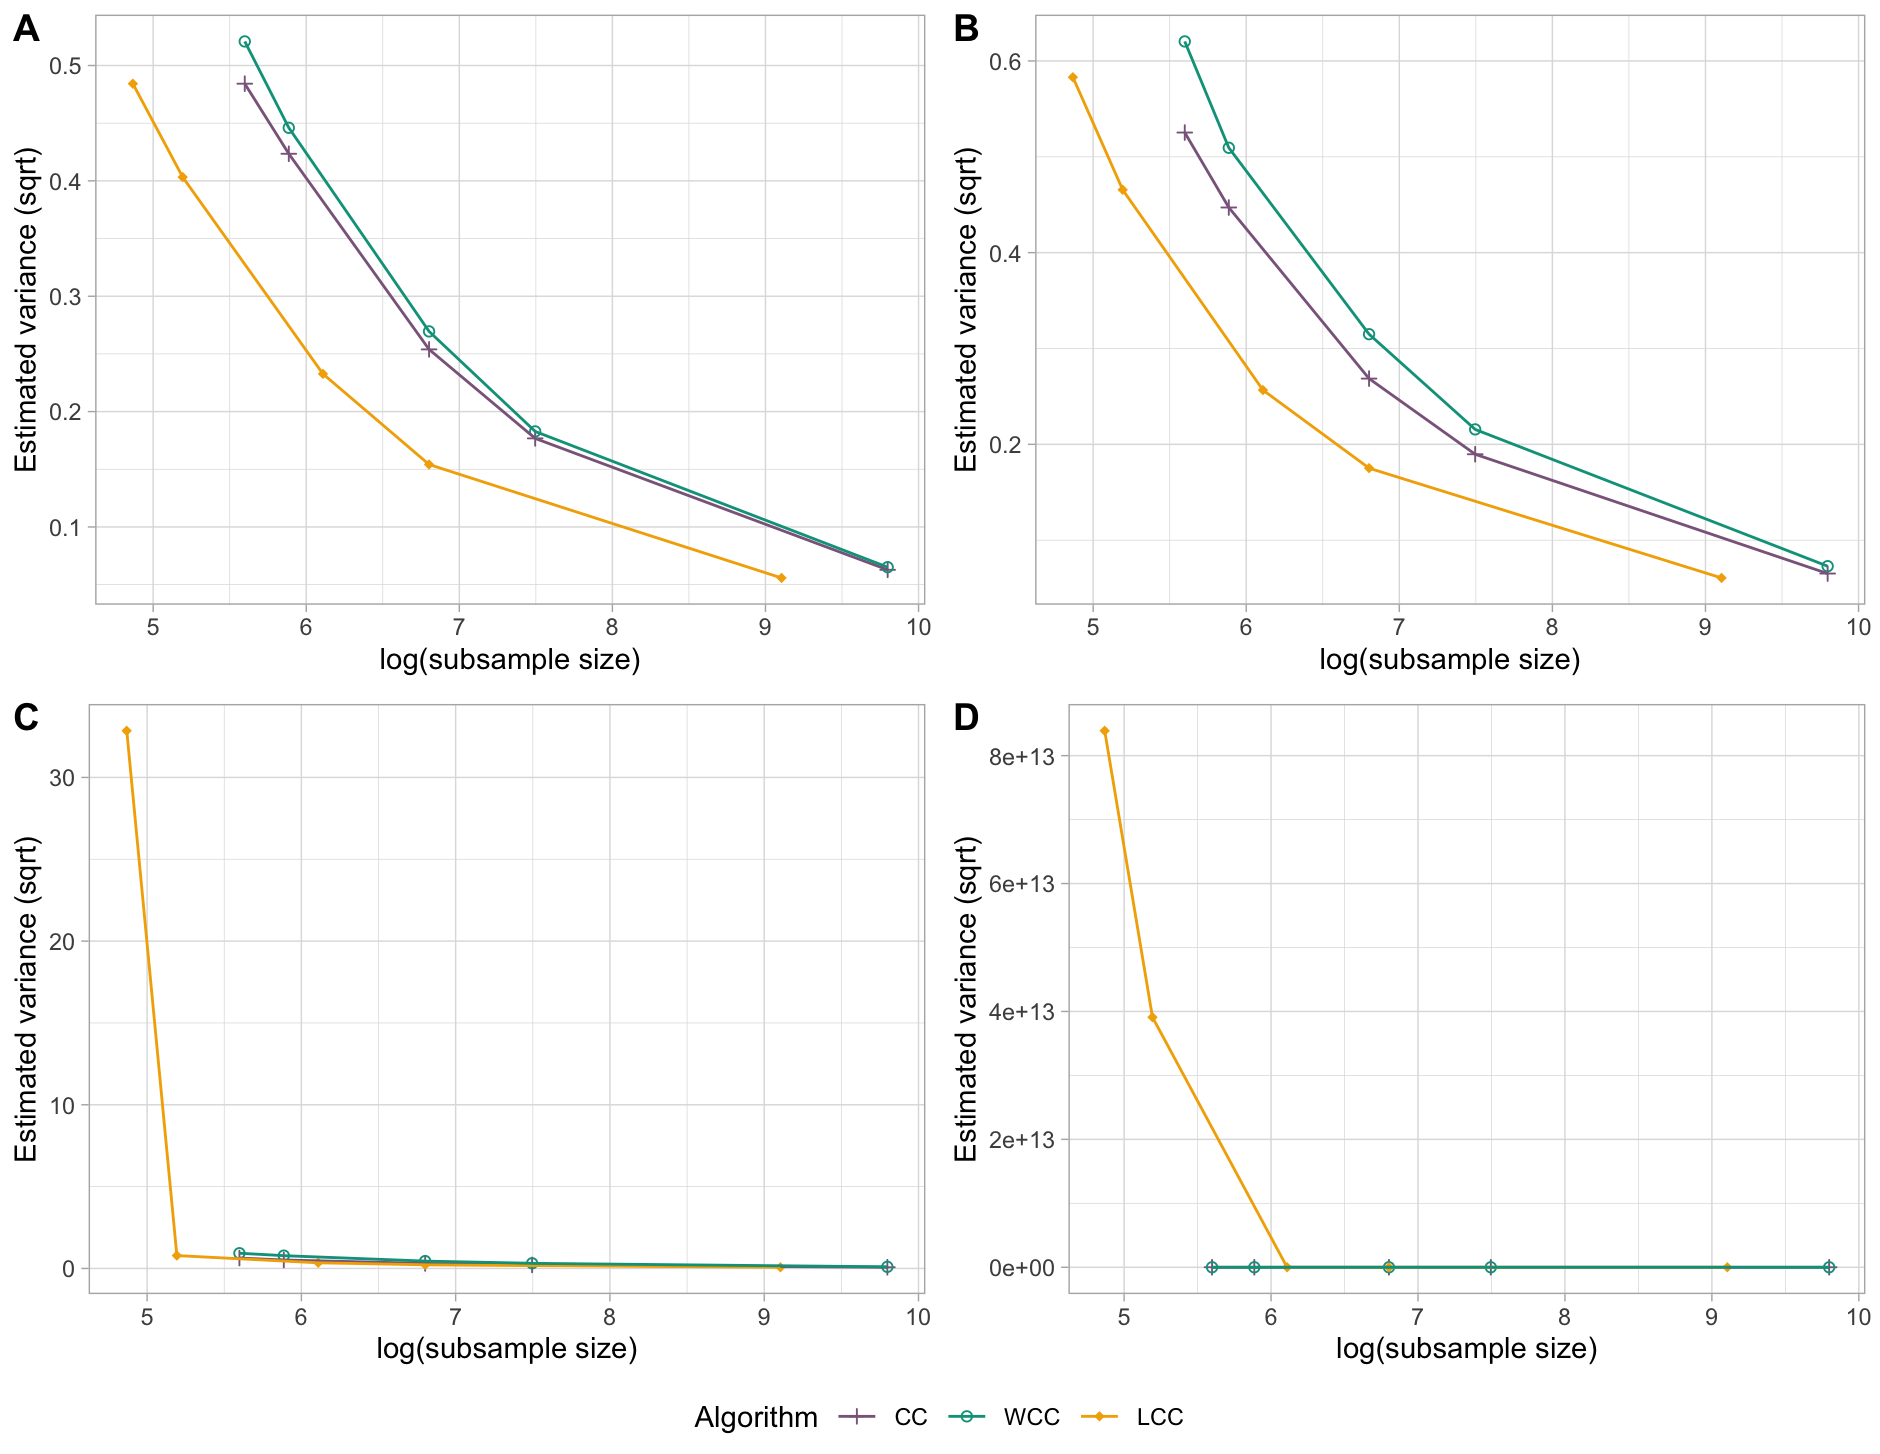 A
Estimated variance (sqrt)
0.5
0.4
0.3
0.2
0.1
5 6 7 8 9 10
log(subsample size)
B
Estimated variance (sqrt)
0.6
0.4
0.2
5 6 7 8 9 10
log(subsample size)
C
Estimated variance (sqrt)
30
20
10
0
5 6 7 8 9 10
log(subsample size)
D
Estimated variance (sqrt)
8e+13
6e+13
4e+13
2e+13
0e+00
5 6 7 8 9 10
log(subsample size)
Algorithm CC WCC LCC